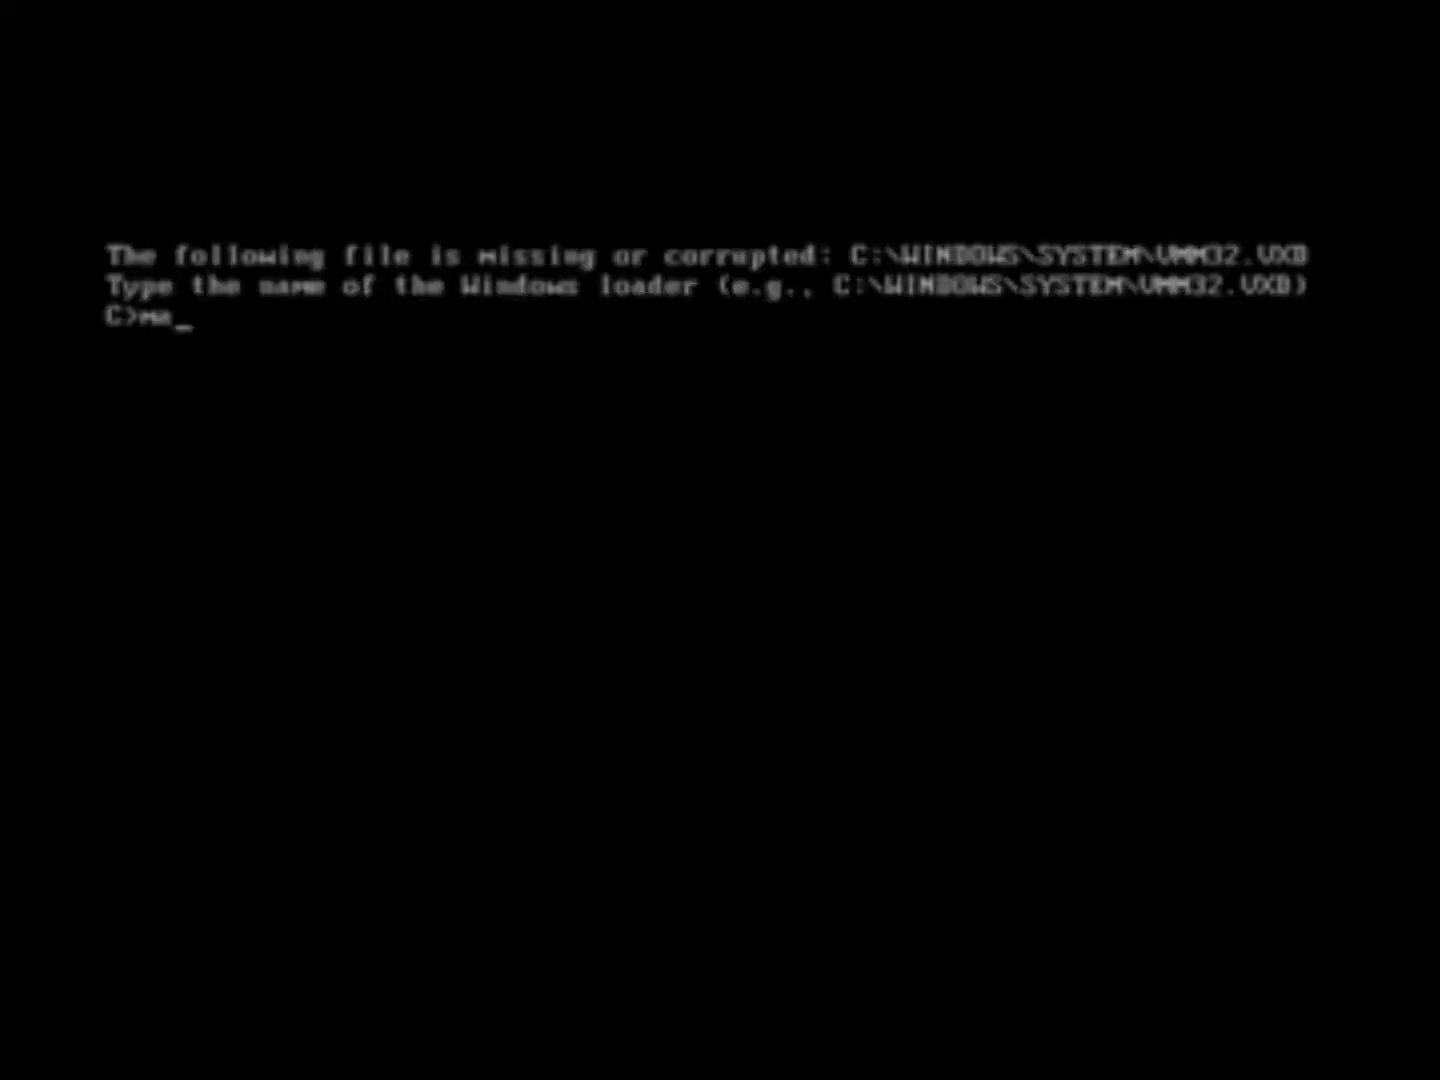 The following file is missing or corrupted: C:\WINDOWS\SYSTEM\VMM32.VXD
Type the name of the Windows loader (e.g., C:\WINDOWS\SYSTEM\VMM32.VXD)
C>ma_